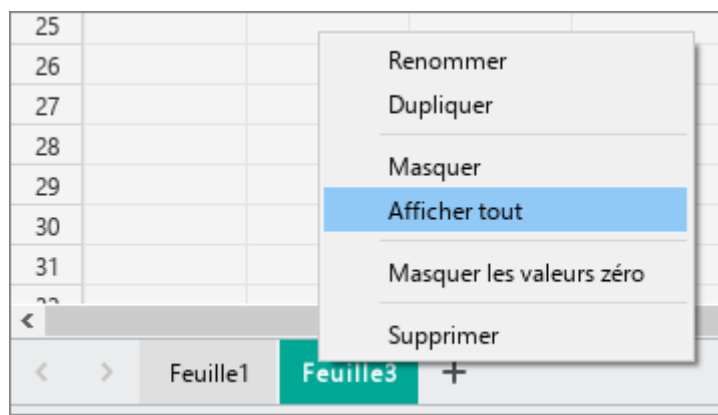 25
26
27
28
29
30
31
Renommer
Dupliquer
Masquer
Afficher tout
Masquer les valeurs zéro
Supprimer
Feuille1 Feuille3 +